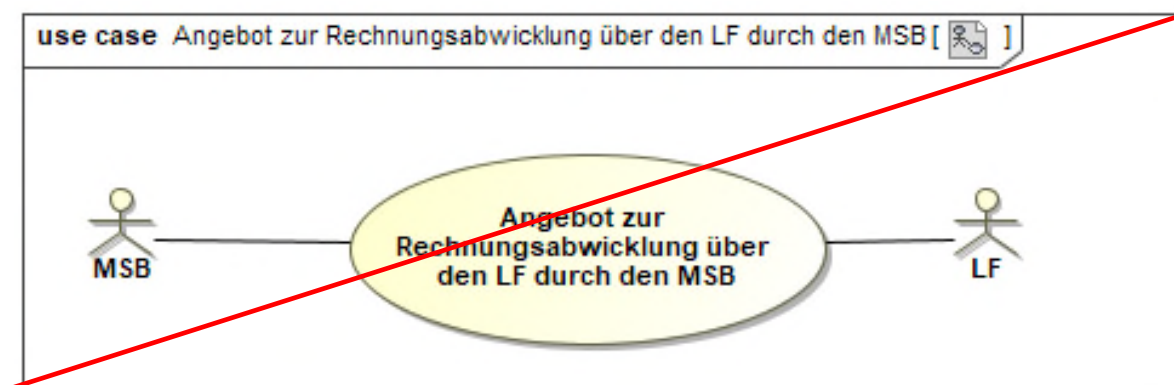 use case Angebot zur Rechnungsabwicklung über den LF durch den MSB [ ]
Angebot zur
Rechnungsabwicklung über
den LF durch den MSB
MSB
LF